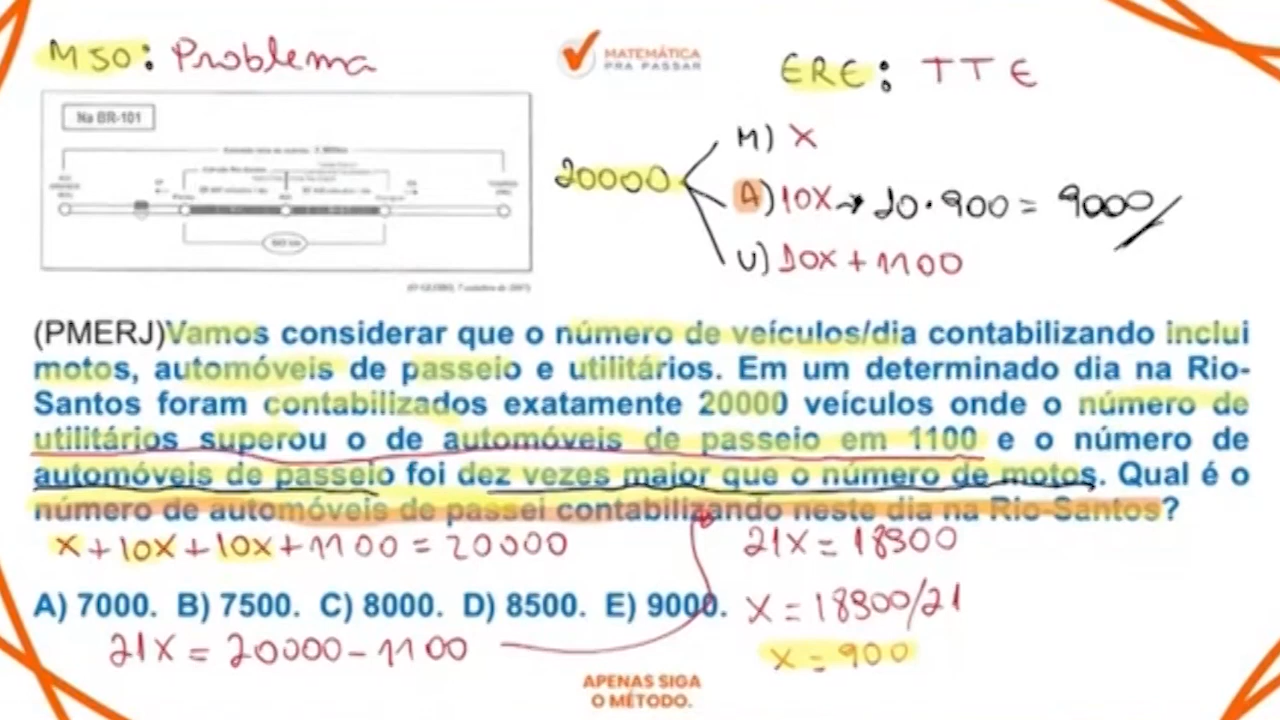 MSO: Problema
MATEMÁTICA
PRA PASSAR
ERE: TTE
Na BR-101
20000
M) X
A) 10X → 10·900 = 9000
U) 10X + 1100
(O GLOBO, 7 outubro de 2007)
(PMERJ)Vamos considerar que o número de veículos/dia contabilizando inclui
motos, automóveis de passeio e utilitários. Em um determinado dia na Rio-
Santos foram contabilizados exatamente 20000 veículos onde o número de
utilitários superou o de automóveis de passeio em 1100 e o número de
automóveis de passeio foi dez vezes maior que o número de motos. Qual é o
número de automóveis de passei contabilizando neste dia na Rio-Santos?
X + 10X + 10X + 1100 = 20000
21X = 18900
A) 7000. B) 7500. C) 8000. D) 8500. E) 9000.
X = 18900/21
21X = 20000 - 1100
X = 900
APENAS SIGA
O MÉTODO.